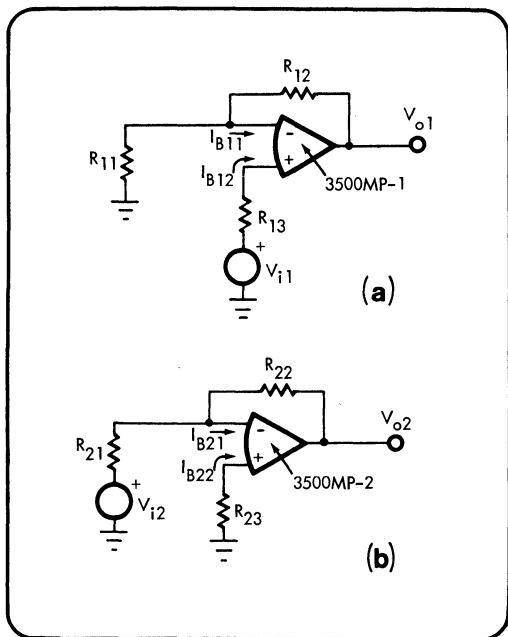 R12
Vo1
IB11
-
R11
IB12
+
3500MP-1
R13
+
Vi1
(a)
R22
Vo2
IB21
-
R21
+
IB22
+
3500MP-2
Vi2
R23
(b)